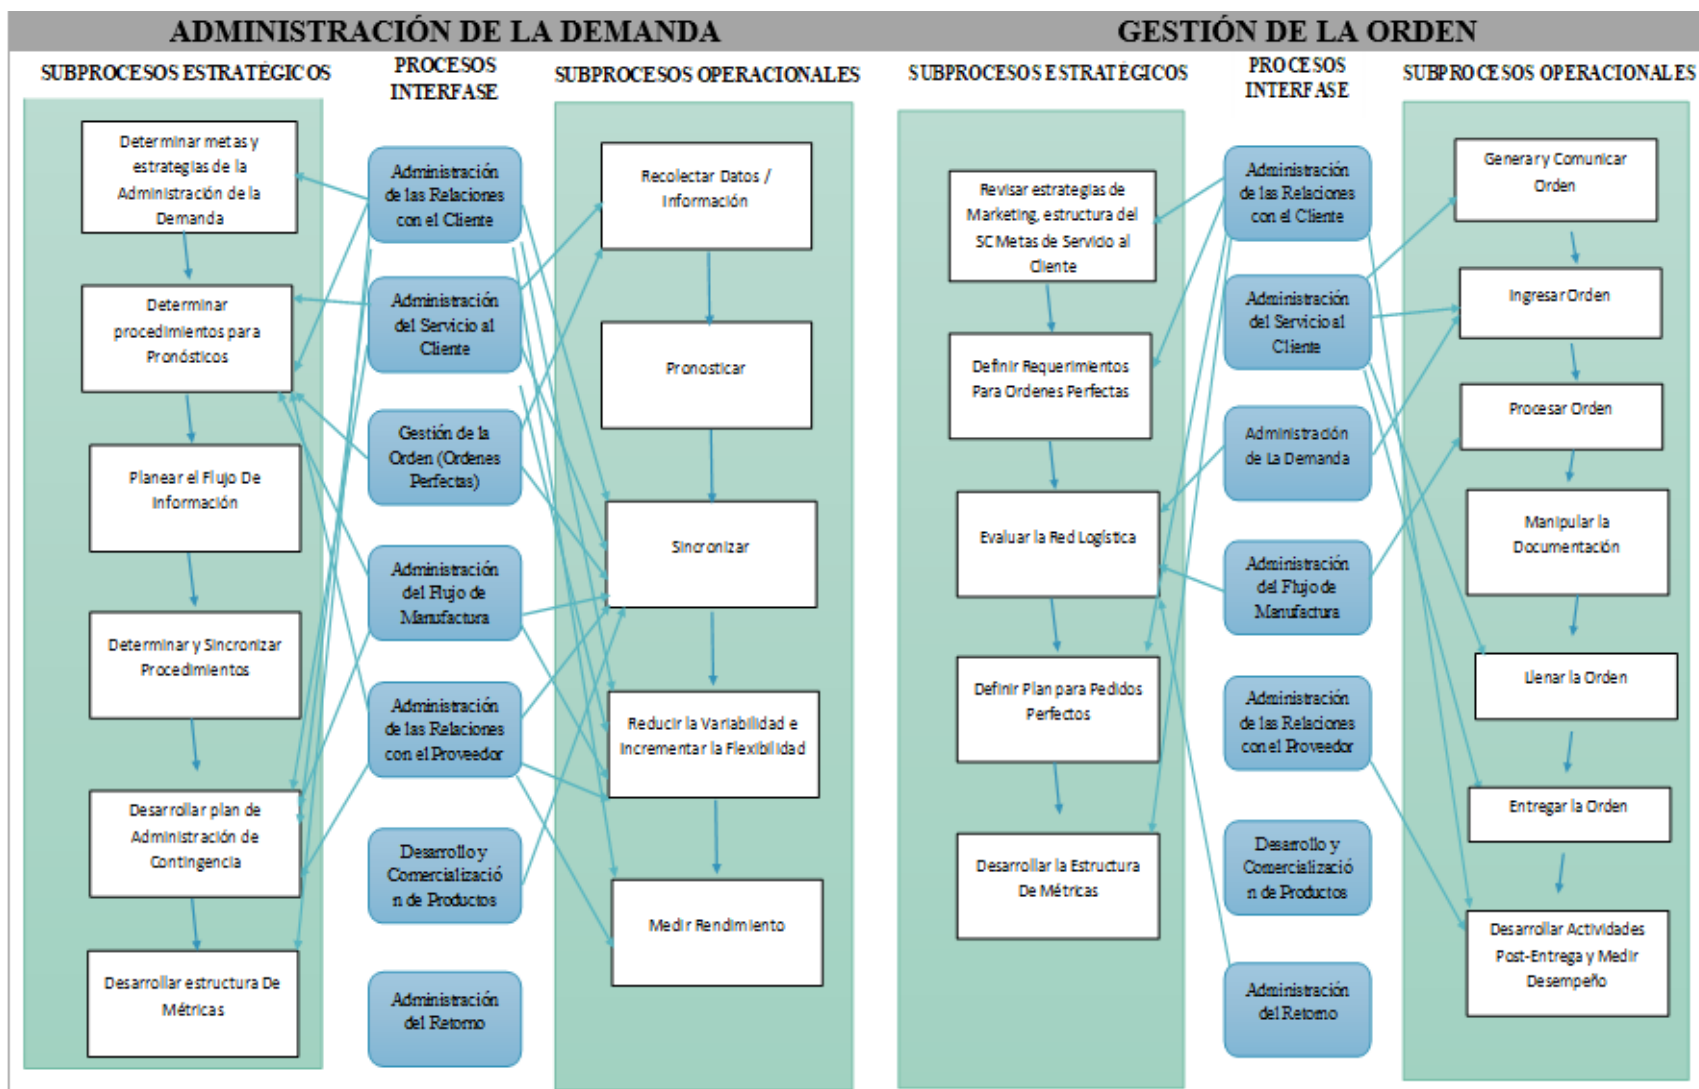 ADMINISTRACIÓN DE LA DEMANDA
SUBPROCESOS ESTRATÉGICOS
PROCESOS
INTERFASE
SUBPROCESOS OPERACIONALES
Determinar metas y
estrategias de la
Administración de la
Demanda
Determinar
procedimientos para
Pronósticos
Planear el Flujo De
Información
Determinar y Sincronizar
Procedimientos
Desarrollar plan de
Administración de
Contingencia
Desarrollar estructura De
Métricas
Administración
de las Relaciones
con el Cliente
Administración
del Servicio al
Cliente
Gestión de la
Orden (Ordenes
Perfectas)
Administración
del Flujo de
Manufactura
Administración
de las Relaciones
con el Proveedor
Desarrollo y
Comercializació
n de Productos
Administración
del Retorno
Recolectar Datos /
Información
Pronosticar
Sincronizar
Reducir la Variabilidad e
Incrementar la Flexibilidad
Medir Rendimiento
GESTIÓN DE LA ORDEN
SUBPROCESOS ESTRATÉGICOS
PROCESOS
INTERFASE
SUBPROCESOS OPERACIONALES
Revisar estrategias de
Marketing, estructura del
SC Metas de Servicio al
Cliente
Definir Requerimientos
Para Ordenes Perfectas
Evaluar la Red Logística
Definir Plan para Pedidos
Perfectos
Desarrollar la Estructura
De Métricas
Administración
de las Relaciones
con el Cliente
Administración
del Servicio al
Cliente
Administración
de La Demanda
Administración
del Flujo de
Manufactura
Administración
de las Relaciones
con el Proveedor
Desarrollo y
Comercializació
n de Productos
Administración
del Retorno
Generar y Comunicar
Orden
Ingresar Orden
Procesar Orden
Manipular la
Documentación
Llenar la Orden
Entregar la Orden
Desarrollar Actividades
Post-Entrega y Medir
Desempeño